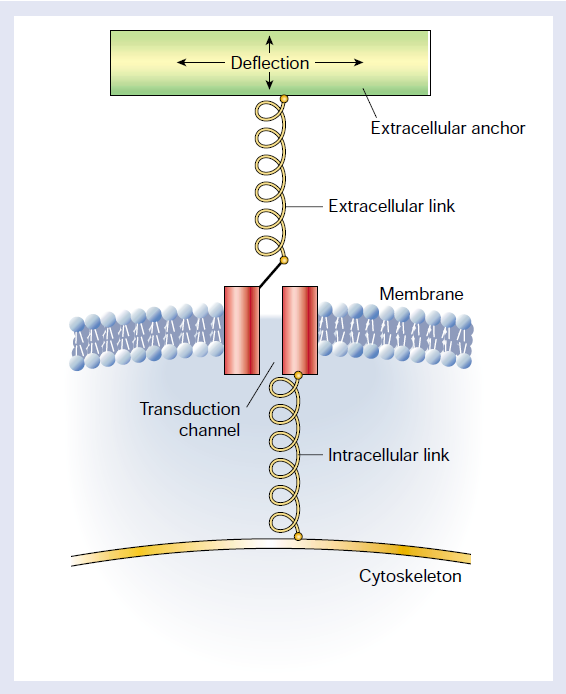 Deflection
Extracellular anchor
Extracellular link
Membrane
Transduction
channel
Intracellular link
Cytoskeleton